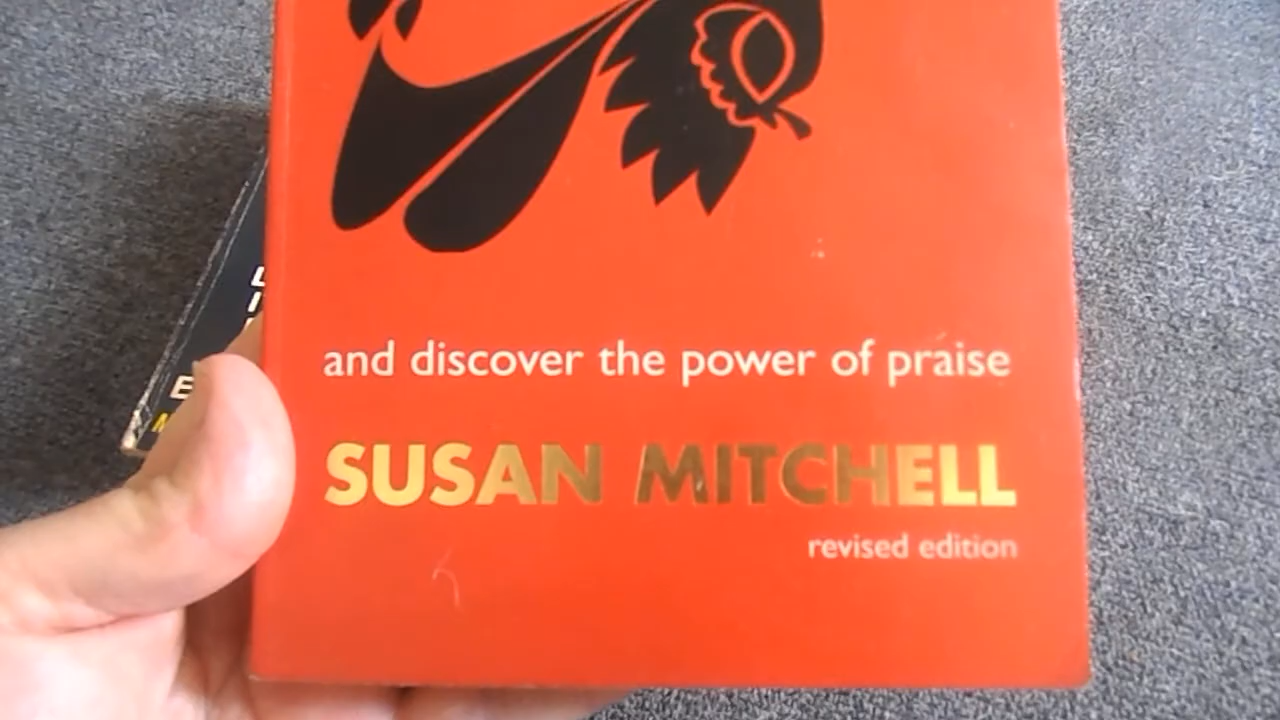 and discover the power of praise
SUSAN MITCHELL
revised edition